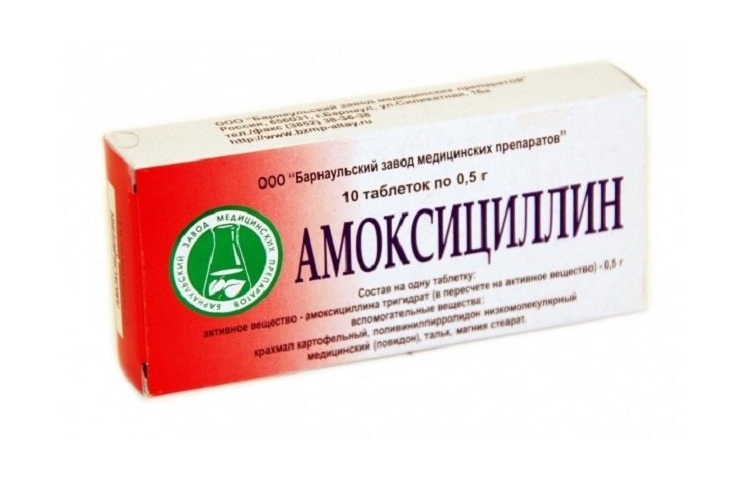 ООО "Барнаульский завод медицинских препаратов"
Россия, 656031, г.Барнаул, ул.Силикатная, 16а
тел./факс (3852) 38-36-38
http://www.bzmp-altay.ru
ООО "Барнаульский завод медицинских препаратов"
10 таблеток по 0,5 г
АМОКСИЦИЛЛИН
БАРНАУЛЬСКИЙ ЗАВОД МЕДИЦИНСКИХ ПРЕПАРАТОВ
Состав на одну таблетку:
активное вещество - амоксициллина тригидрат (в пересчете на активное вещество) - 0,5 г
вспомогательные вещества:
крахмал картофельный, поливинилпирролидон низкомолекулярный
медицинский (повидон), тальк, магния стеарат.